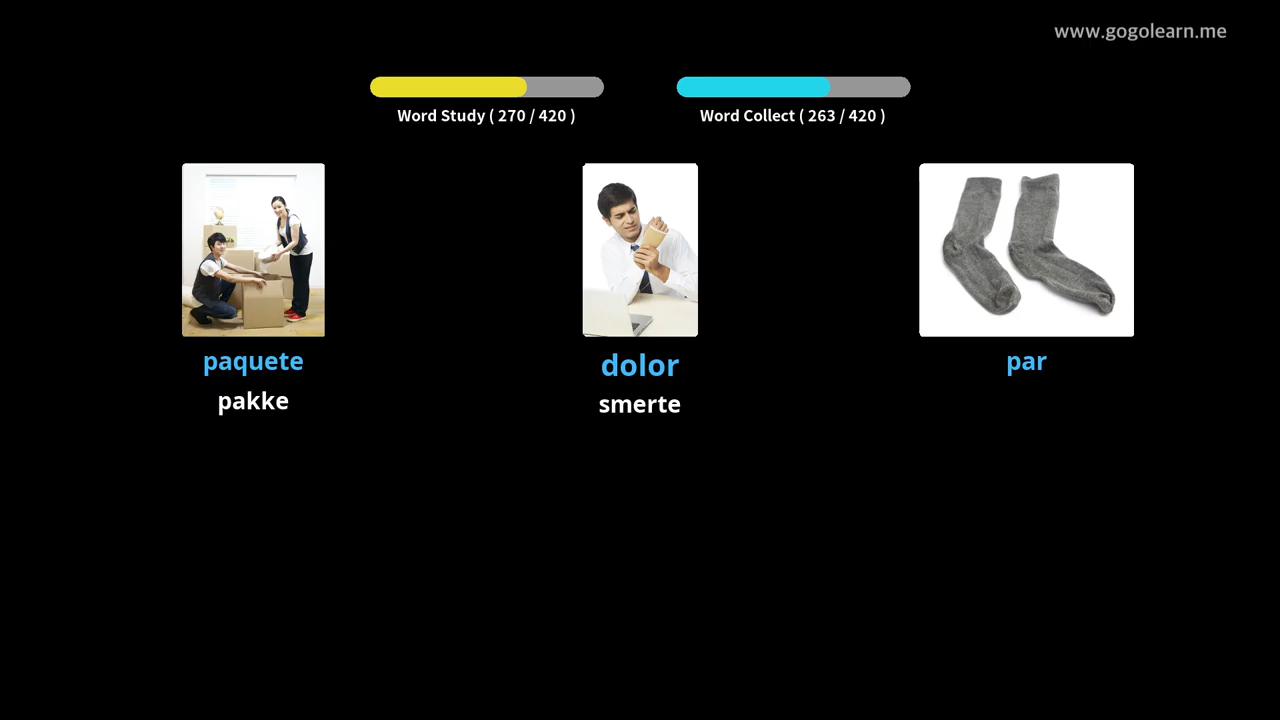 www.gogolearn.me
Word Study ( 270 / 420 )
Word Collect ( 263 / 420 )
paquete
dolor
par
pakke
smerte